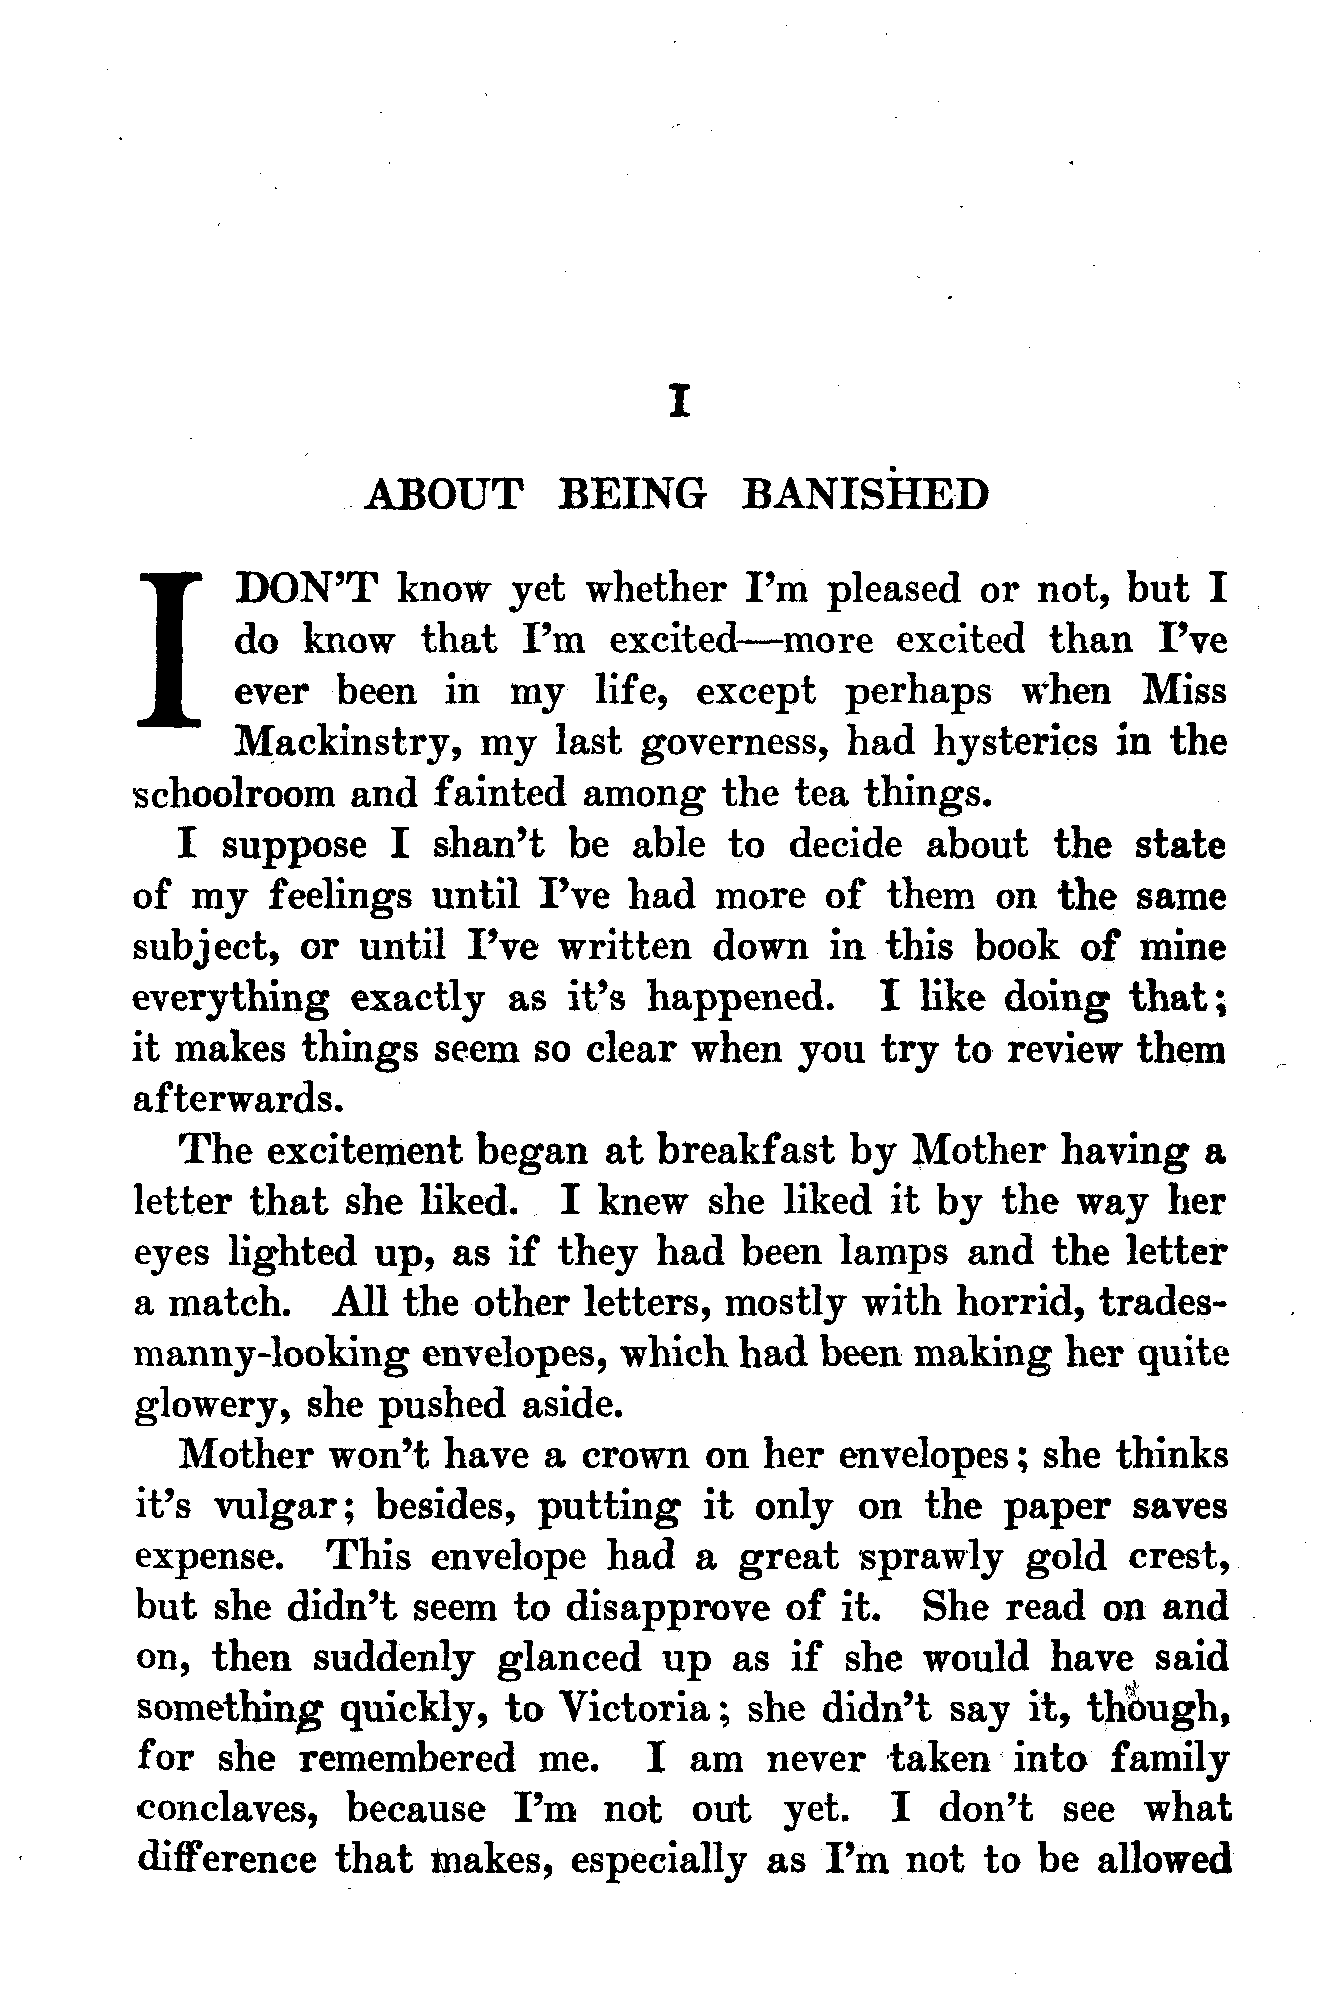 I
ABOUT BEING BANISHED
I DON'T know yet whether I'm pleased or not, but I
do know that I'm excited—more excited than I've
ever been in my life, except perhaps when Miss
Mackinstry, my last governess, had hysterics in the
schoolroom and fainted among the tea things.
I suppose I shan't be able to decide about the state
of my feelings until I've had more of them on the same
subject, or until I've written down in this book of mine
everything exactly as it's happened. I like doing that;
it makes things seem so clear when you try to review them
afterwards.
The excitement began at breakfast by Mother having a
letter that she liked. I knew she liked it by the way her
eyes lighted up, as if they had been lamps and the letter
a match. All the other letters, mostly with horrid, trades-
manny-looking envelopes, which had been making her quite
glowery, she pushed aside.
Mother won't have a crown on her envelopes; she thinks
it's vulgar; besides, putting it only on the paper saves
expense. This envelope had a great sprawly gold crest,
but she didn't seem to disapprove of it. She read on and
on, then suddenly glanced up as if she would have said
something quickly, to Victoria; she didn't say it, though,
for she remembered me. I am never taken into family
conclaves, because I'm not out yet. I don't see what
difference that makes, especially as I'm not to be allowed